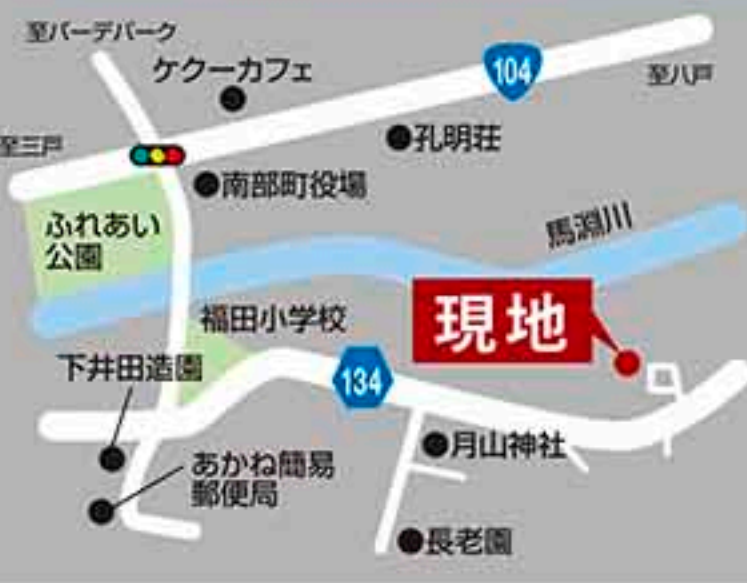 至バーデパーク
ケクーカフェ
104
至八戸
至三戸
孔明荘
南部町役場
ふれあい
公園
馬淵川
福田小学校
現地
下井田造園
134
月山神社
あかね簡易
郵便局
長老園